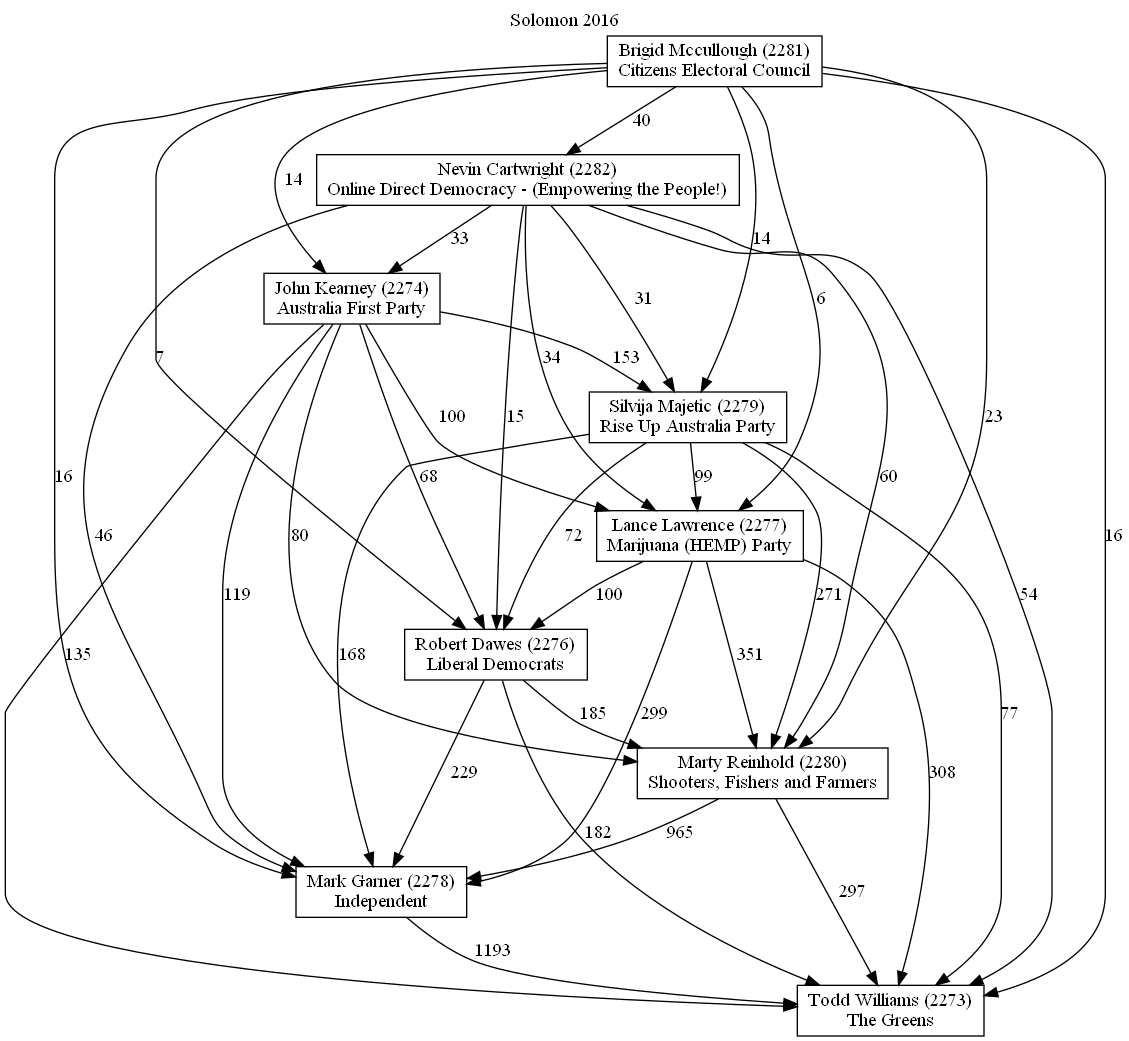 Solomon 2016
Brigid Mccullough (2281)
Citizens Electoral Council
40
Nevin Cartwright (2282)
Online Direct Democracy - (Empowering the People!)
14
33
14
John Kearney (2274)
Australia First Party
31
6
7
34
153
Silvija Majetic (2279)
Rise Up Australia Party
100
15
23
16
68
99
60
Lance Lawrence (2277)
Marijuana (HEMP) Party
46
80
72
16
119
100
271
54
Robert Dawes (2276)
Liberal Democrats
135
168
351
185
299
77
Marty Reinhold (2280)
Shooters, Fishers and Farmers
229
308
182
965
Mark Garner (2278)
Independent
297
1193
Todd Williams (2273)
The Greens